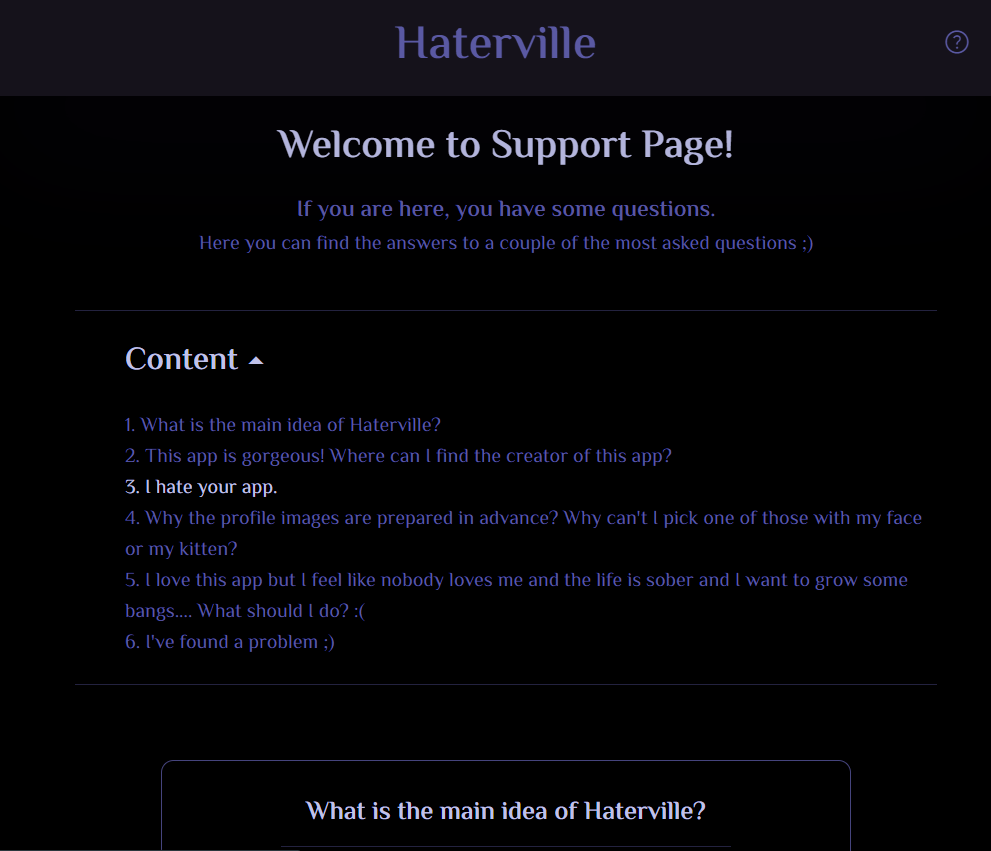 Haterville
Welcome to Support Page!
If you are here, you have some questions.
Here you can find the answers to a couple of the most asked questions ;)
Content
1. What is the main idea of Haterville?
2. This app is gorgeous! Where can I find the creator of this app?
3. I hate your app.
4. Why the profile images are prepared in advance? Why can't I pick one of those with my face
or my kitten?
5. I love this app but I feel like nobody loves me and the life is sober and I want to grow some
bangs.... What should I do? :(
6. I've found a problem ;)
What is the main idea of Haterville?